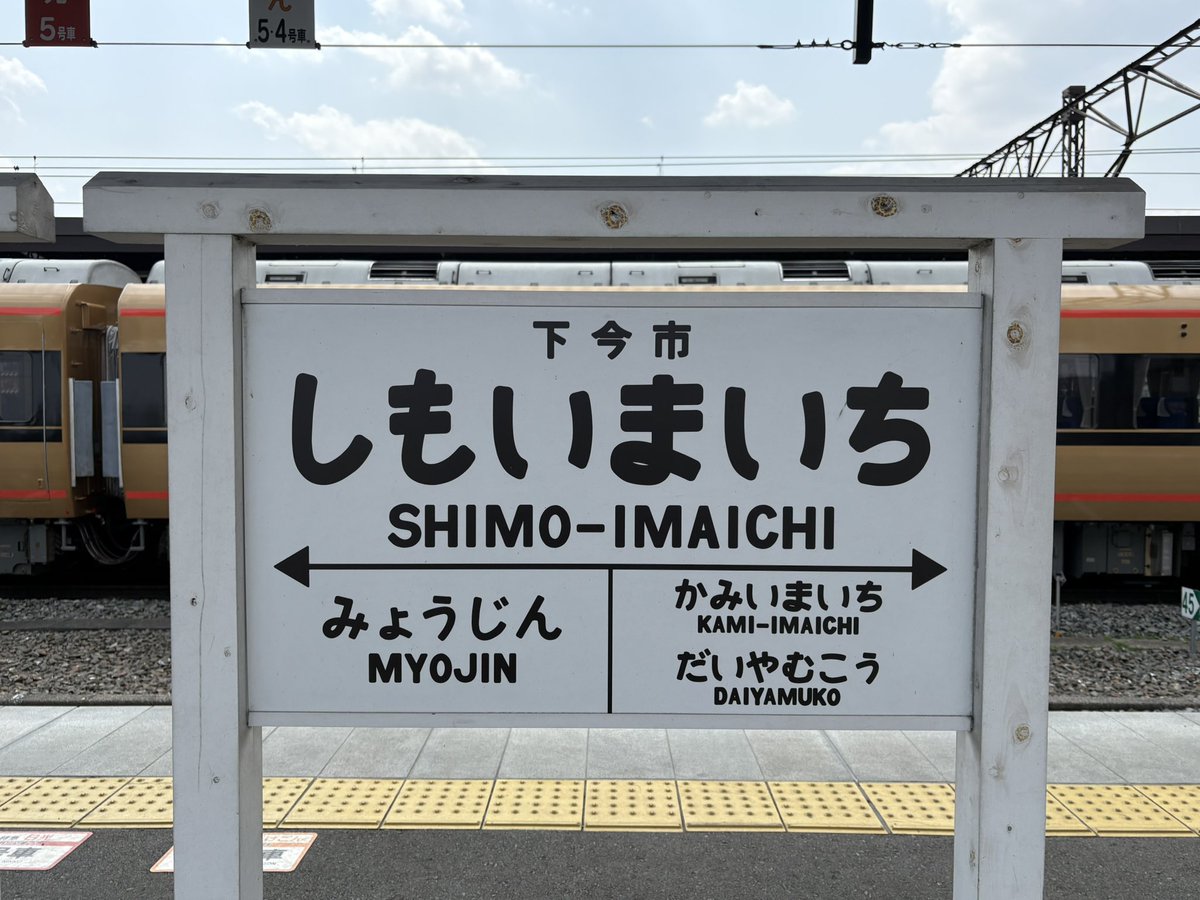 5号車
5・4号車
下今市
しもいまいち
SHIMO-IMAICHI
みょうじん
MYOJIN
かみいまいち
KAMI-IMAICHI
だいやむこう
DAIYAMUKO
45
号車